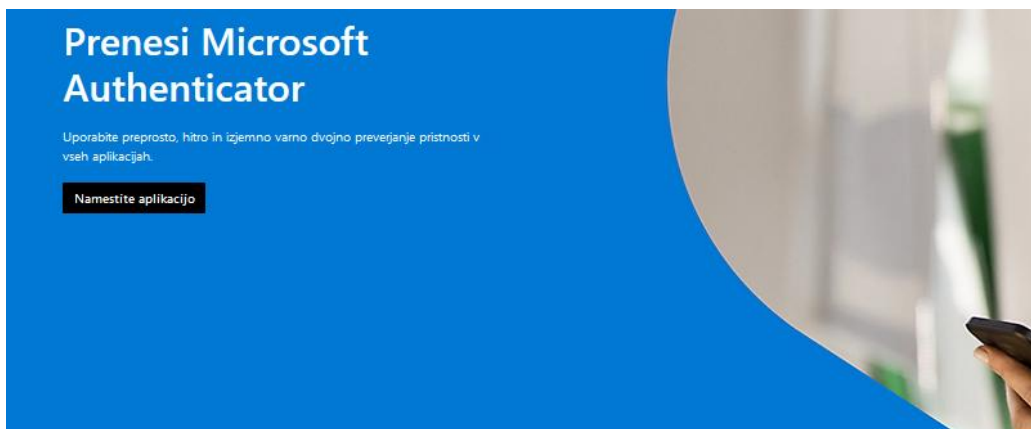 Prenesi Microsoft
Authenticator
Uporabite preprosto, hitro in izjemno varno dvojno preverjanje pristnosti v
vseh aplikacijah.
Namestite aplikacijo